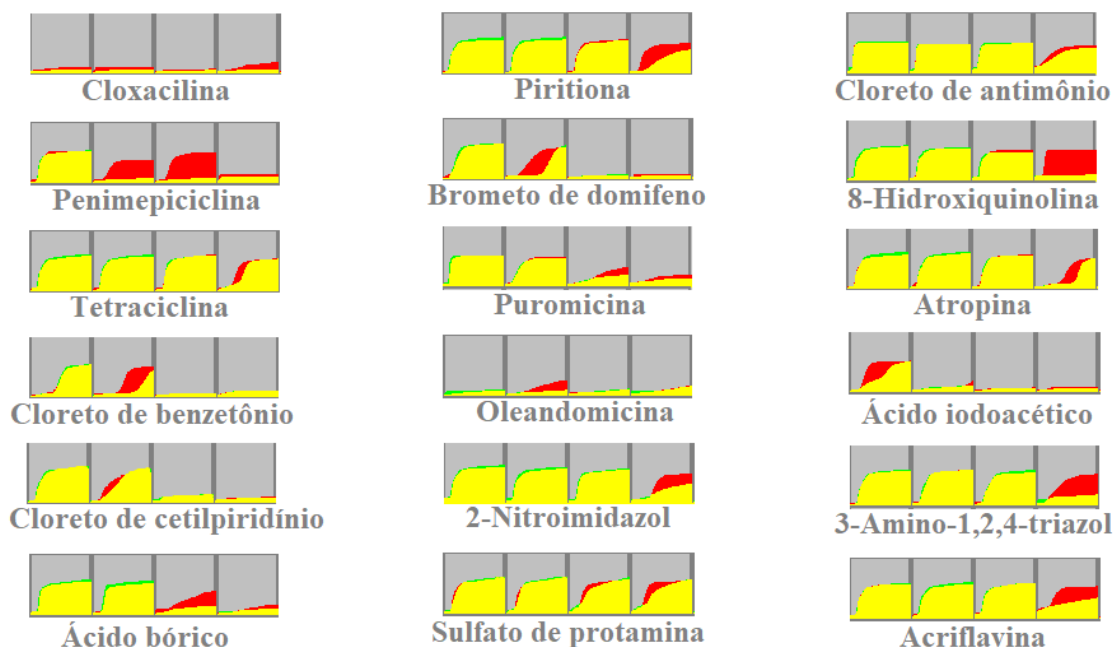 Cloxacilina
Piritiona
Cloreto de antimônio
Penimepiciclina
Brometo de domifeno
8-Hidroxiquinolina
Tetraciclina
Puromicina
Atropina
Cloreto de benzetônio
Oleandomicina
Ácido iodoacético
Cloreto de cetilpiridínio
2-Nitroimidazol
3-Amino-1,2,4-triazol
Ácido bórico
Sulfato de protamina
Acriflavina